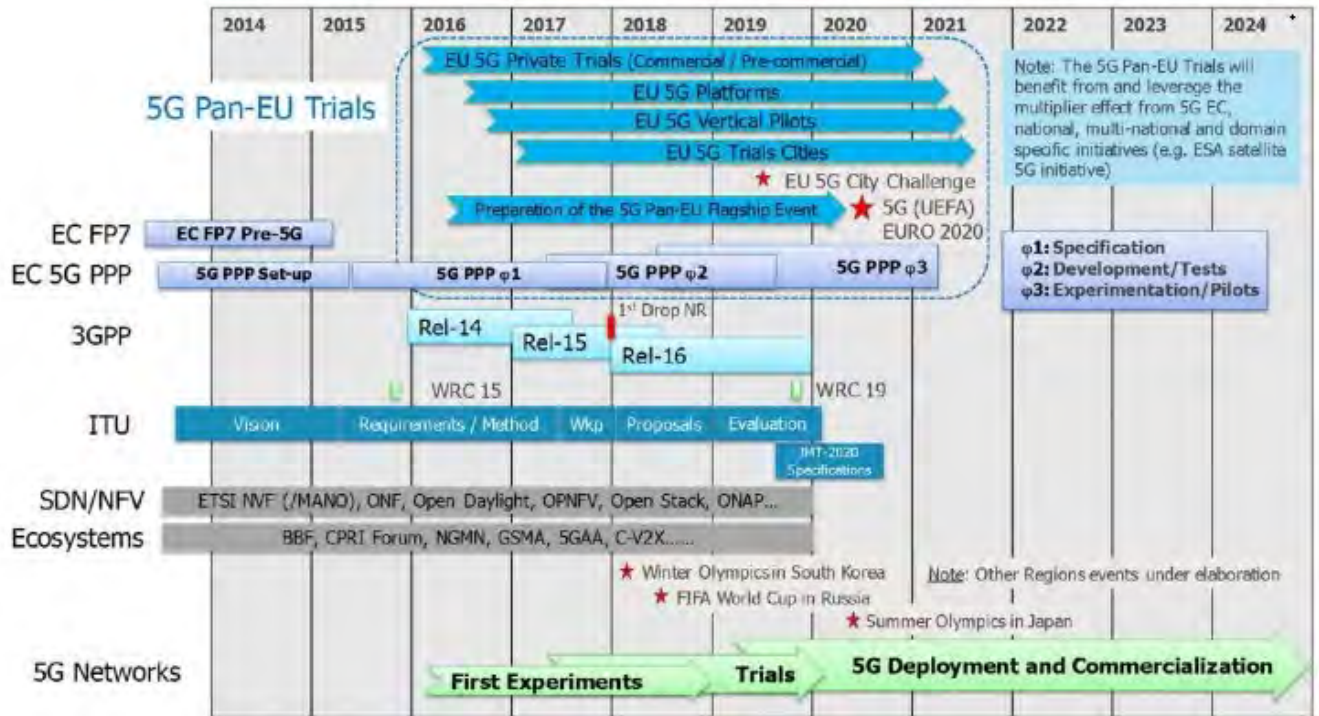 2014 2015 2016 2017 2018 2019 2020 2021 2022 2023 2024
5G Pan-EU Trials
EU 5G Private Trials (Commercial / Pre-commercial)
EU 5G Platforms
EU 5G Vertical Pilots
EU 5G Trials Cities
EU 5G City Challenge
Preparation of the 5G Pan-EU Flagship Event
5G (UEFA)
EURO 2020
Note: The 5G Pan-EU Trials will
benefit from and leverage the
multiplier effect from 5G EC,
national, multi-national and domain
specific initiatives (e.g. ESA satellite
5G initiative)
EC FP7
EC FP7 Pre-5G
EC 5G PPP
5G PPP Set-up
5G PPP φ1
5G PPP φ2
5G PPP φ3
φ1: Specification
φ2: Development/Tests
φ3: Experimentation/Pilots
3GPP
Rel-14
Rel-15
1st Drop NR
Rel-16
WRC 15
WRC 19
ITU
Vision
Requirements / Method
Wkp
Proposals
Evaluation
IMT-2020
Specifications
SDN/NFV
ETSI NVF (/MANO), ONF, Open Daylight, OPNFV, Open Stack, ONAP...
Ecosystems
BBF, CPRI Forum, NGMN, GSMA, 5GAA, C-V2X......
Winter Olympics in South Korea
FIFA World Cup in Russia
Note: Other Regions events under elaboration
Summer Olympics in Japan
5G Networks
First Experiments
Trials
5G Deployment and Commercialization